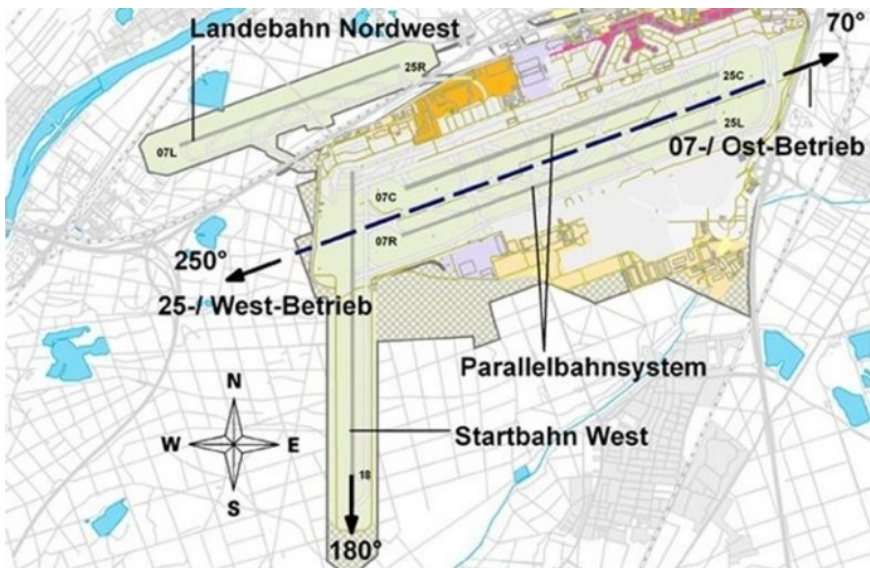 Landebahn Nordwest
70°
25R
25C
25L
07-/ Ost-Betrieb
07L
07C
07R
250°
25-/ West-Betrieb
Parallelbahnsystem
N
W
E
S
Startbahn West
18
180°